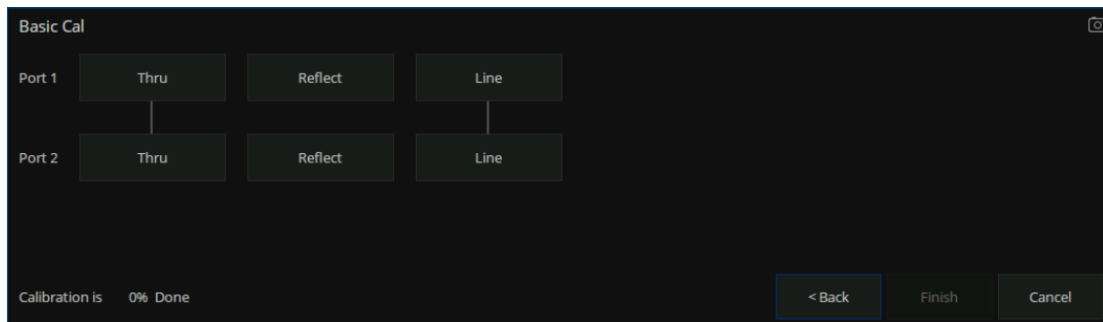 Basic Cal
Port 1 Thru Reflect Line
Port 2 Thru Reflect Line
Calibration is 0% Done < Back Finish Cancel